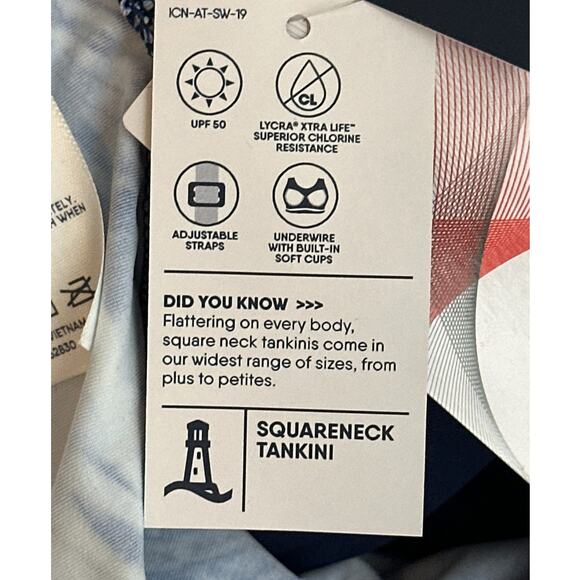 ICN-AT-SW-19
UPF 50
CL
LYCRA® XTRA LIFE™
SUPERIOR CHLORINE
RESISTANCE
ADJUSTABLE
STRAPS
UNDERWIRE
WITH BUILT-IN
SOFT CUPS
DID YOU KNOW >>>
Flattering on every body,
square neck tankinis come in
our widest range of sizes, from
plus to petites.
SQUARENECK
TANKINI
WHEN
VIETNAM